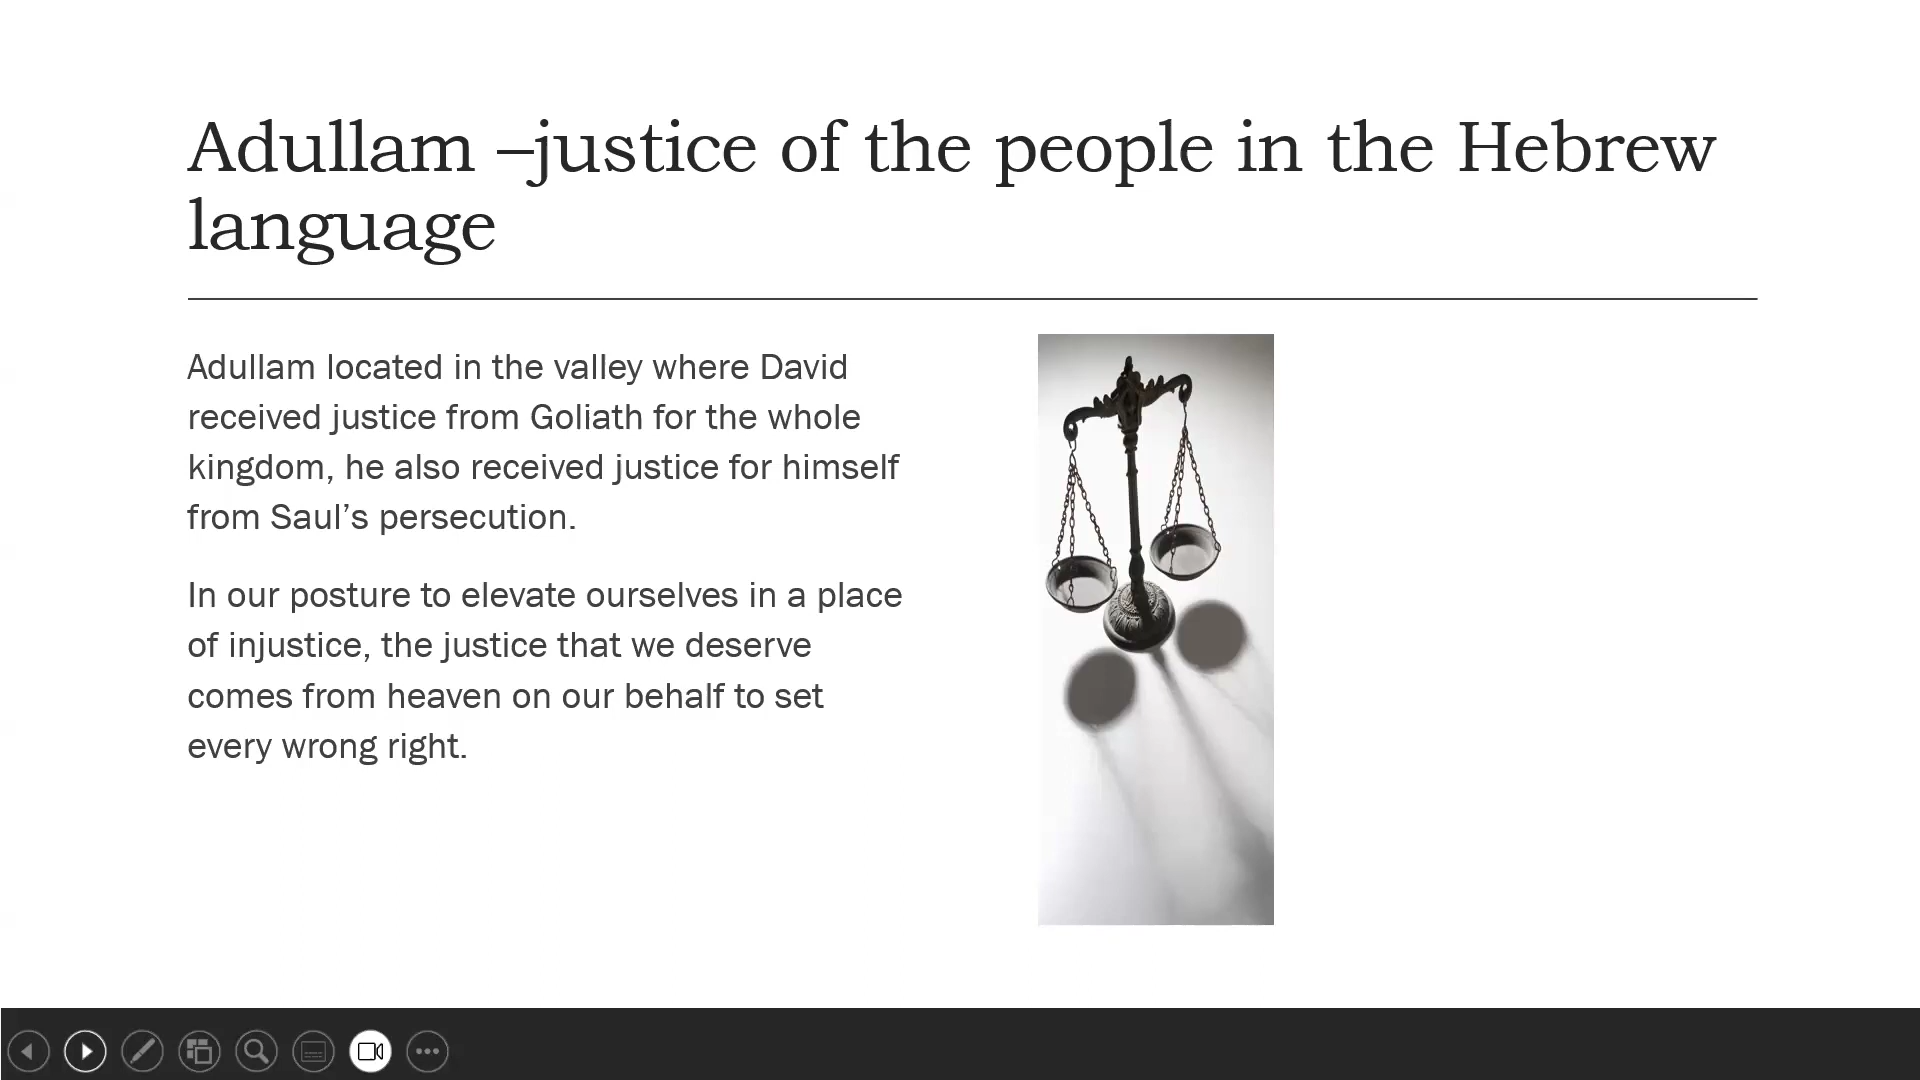 Adullam –justice of the people in the Hebrew
language
Adullam located in the valley where David
received justice from Goliath for the whole
kingdom, he also received justice for himself
from Saul’s persecution.
In our posture to elevate ourselves in a place
of injustice, the justice that we deserve
comes from heaven on our behalf to set
every wrong right.